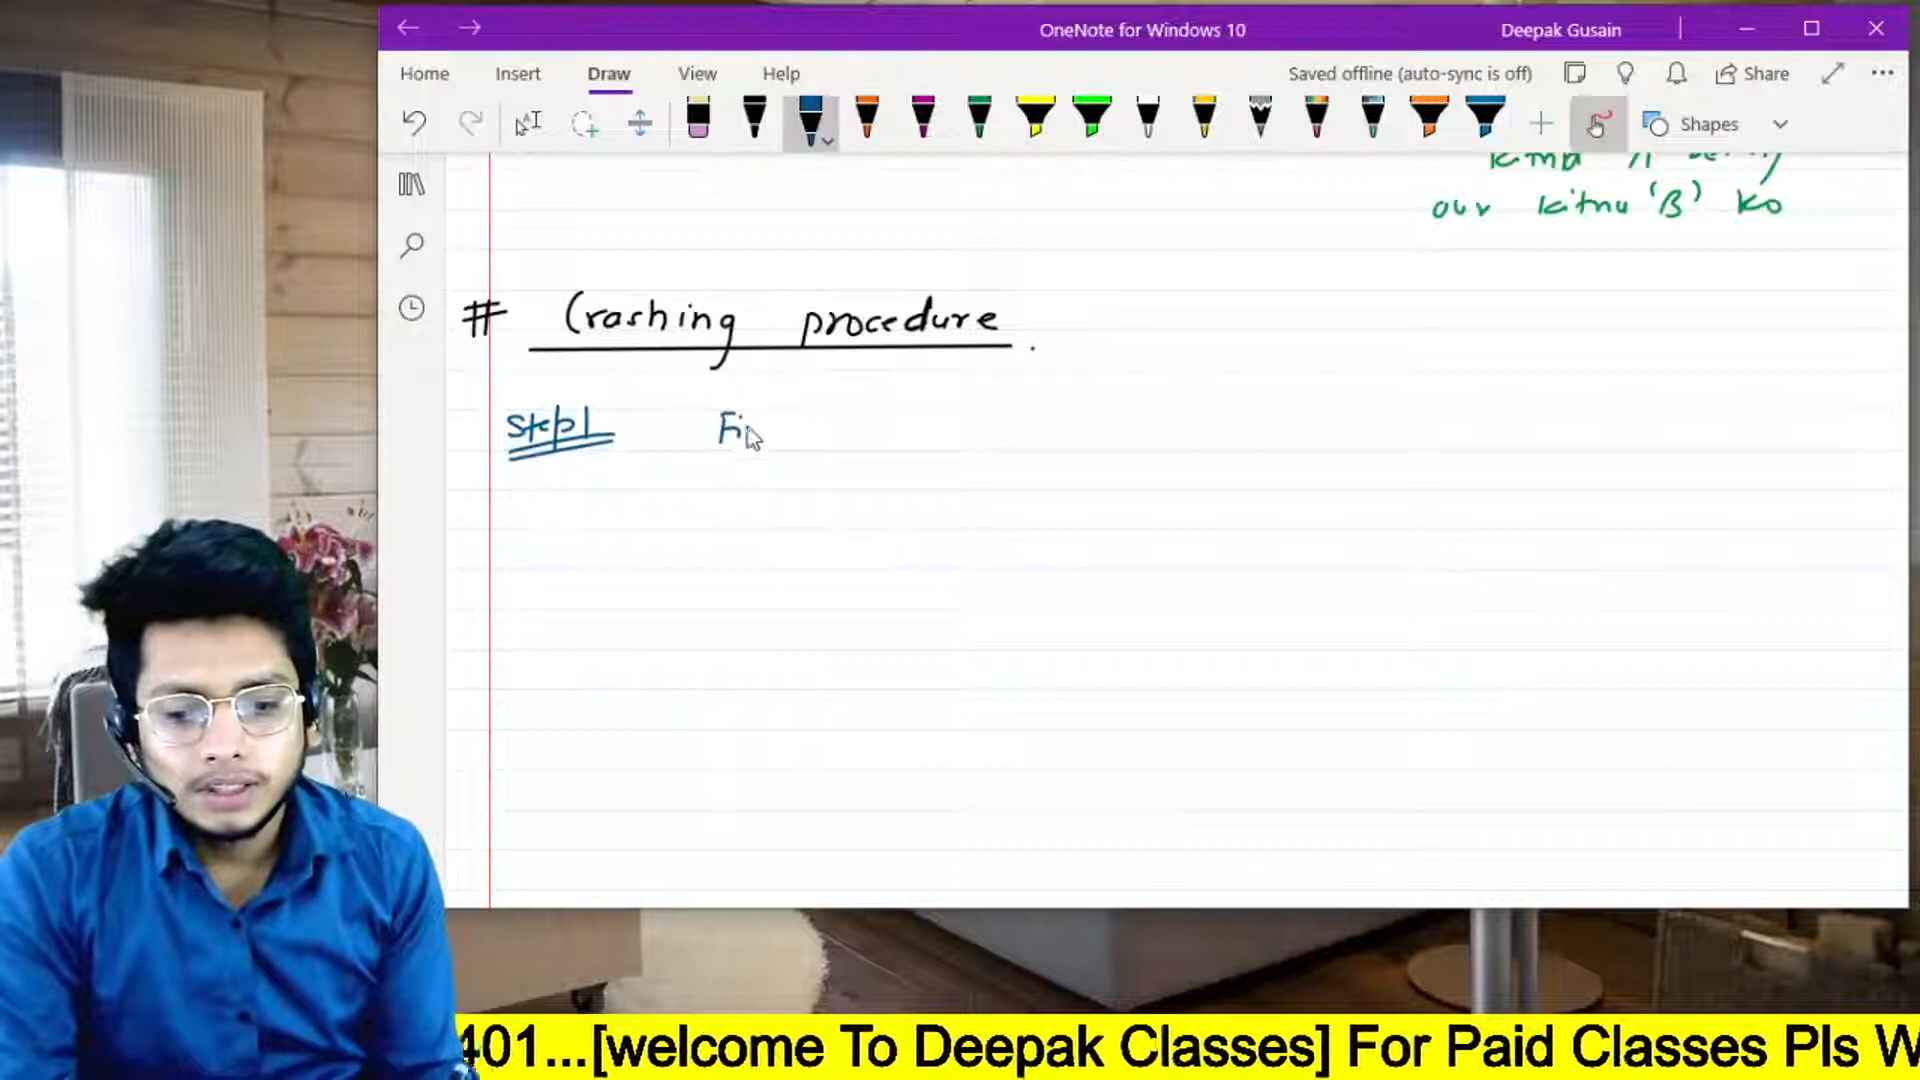 OneNote for Windows 10
Deepak Gusain
Home Insert Draw View Help
Saved offline (auto-sync is off)
Share
Shapes
our kitnu 'B' ko
# Crashing procedure.
Step1 Fi
401...[welcome To Deepak Classes] For Paid Classes Pls W